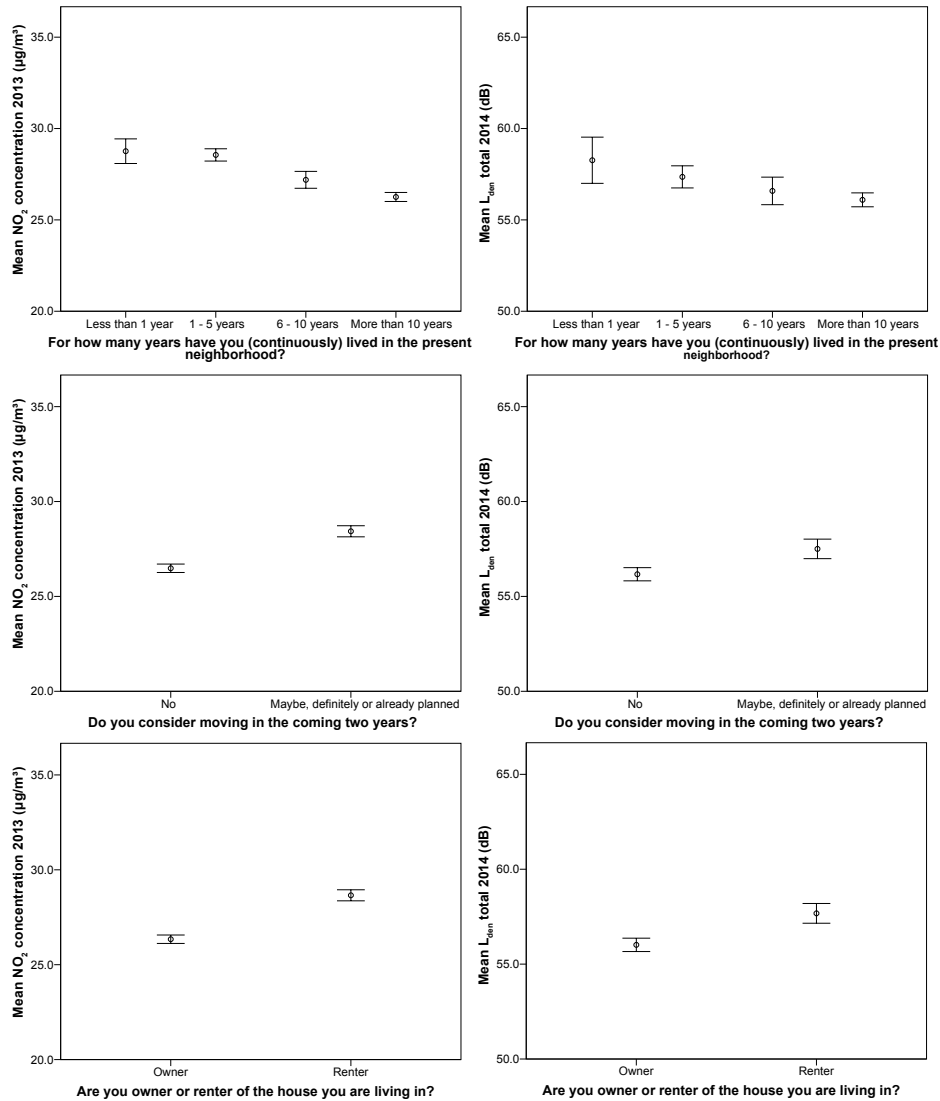 Mean NO2 concentration 2013 (µg/m³)
35.0
30.0
25.0
20.0
Less than 1 year 1 - 5 years 6 - 10 years More than 10 years
For how many years have you (continuously) lived in the present
neighborhood?
Mean Lden total 2014 (dB)
65.0
60.0
55.0
50.0
Less than 1 year 1 - 5 years 6 - 10 years More than 10 years
For how many years have you (continuously) lived in the present
neighborhood?
Mean NO2 concentration 2013 (µg/m³)
35.0
30.0
25.0
20.0
No Maybe, definitely or already planned
Do you consider moving in the coming two years?
Mean Lden total 2014 (dB)
65.0
60.0
55.0
50.0
No Maybe, definitely or already planned
Do you consider moving in the coming two years?
Mean NO2 concentration 2013 (µg/m³)
35.0
30.0
25.0
20.0
Owner Renter
Are you owner or renter of the house you are living in?
Mean Lden total 2014 (dB)
65.0
60.0
55.0
50.0
Owner Renter
Are you owner or renter of the house you are living in?